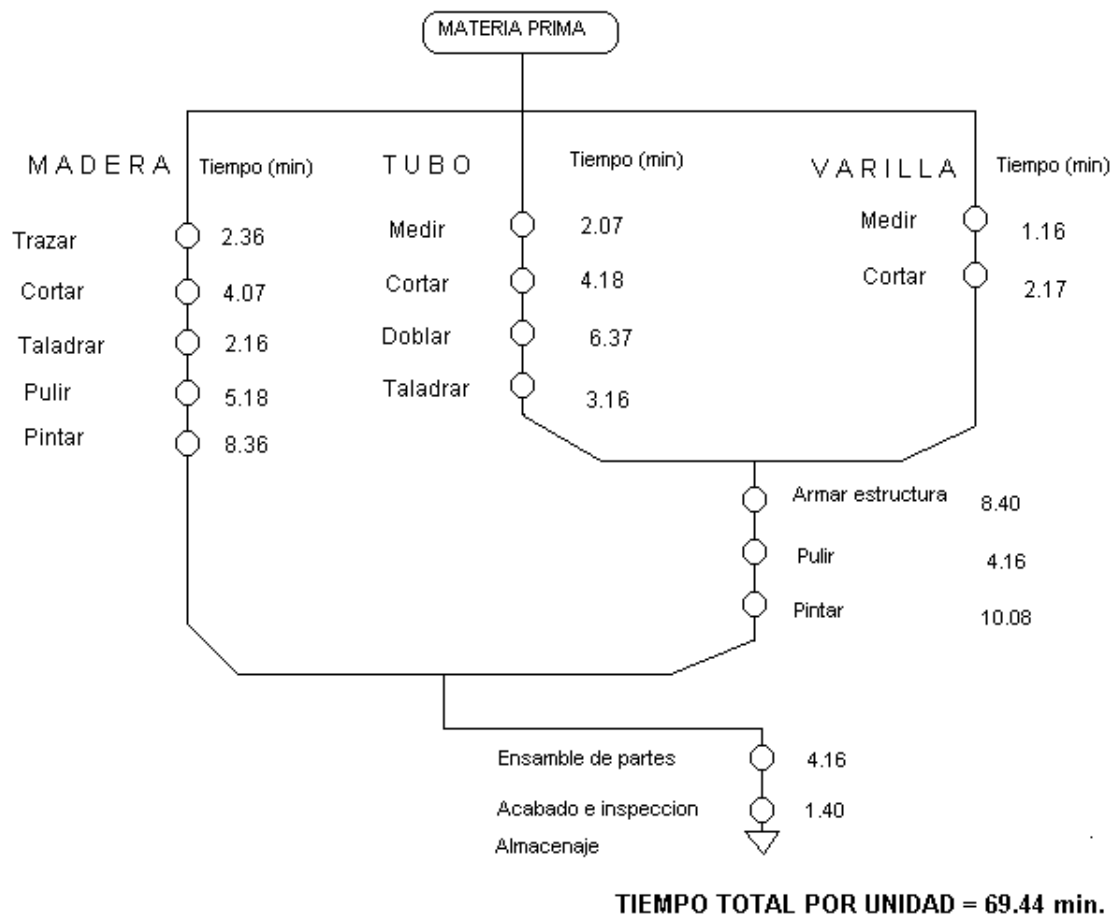 MATERIA PRIMA
MADERA
Tiempo (min)
Trazar 2.36
Cortar 4.07
Taladrar 2.16
Pulir 5.18
Pintar 8.36
TUBO
Tiempo (min)
Medir 2.07
Cortar 4.18
Doblar 6.37
Taladrar 3.16
VARILLA
Tiempo (min)
Medir 1.16
Cortar 2.17
Armar estructura 8.40
Pulir 4.16
Pintar 10.08
Ensamble de partes 4.16
Acabado e inspeccion 1.40
Almacenaje
TIEMPO TOTAL POR UNIDAD = 69.44 min.